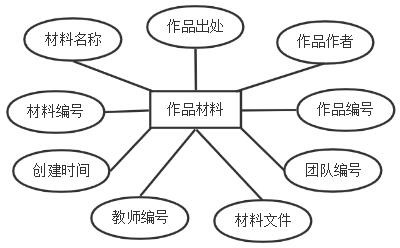 作品出处
材料名称
作品作者
材料编号
作品材料
作品编号
创建时间
团队编号
教师编号
材料文件